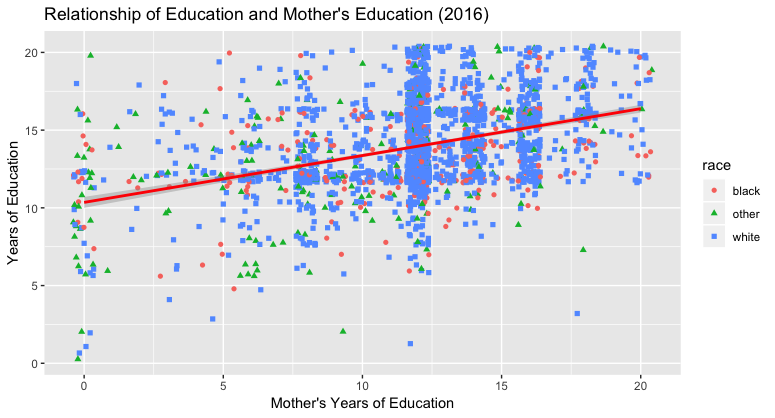 Relationship of Education and Mother's Education (2016)
20
15
10
5
0
Years of Education
0 5 10 15 20
Mother's Years of Education
race
black
other
white